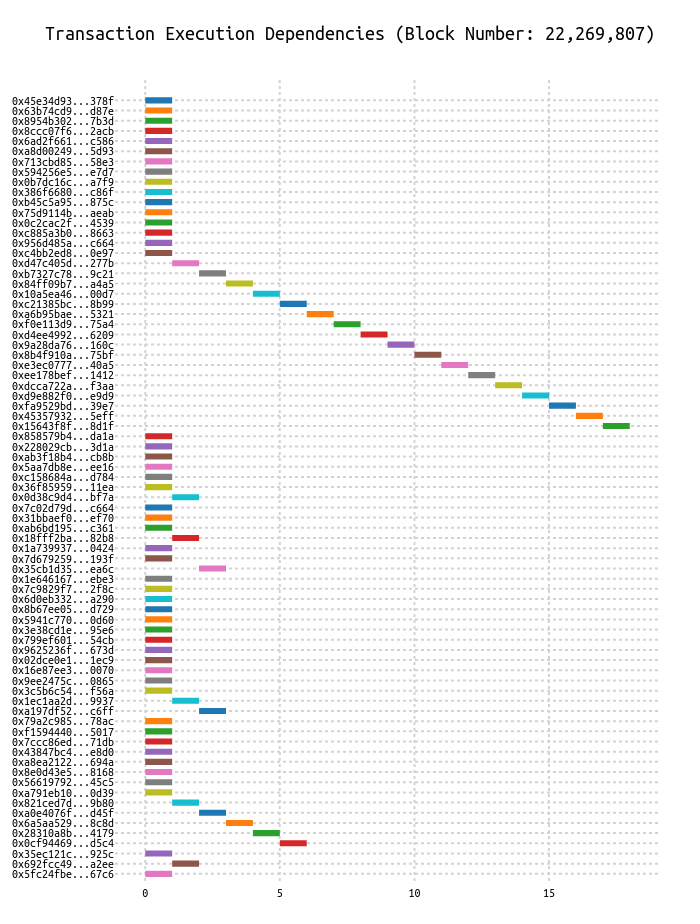 Transaction Execution Dependencies (Block Number: 22,269,807)
0x45e34d93...378f
0x63b74cd9...d87e
0x8954b302...7b3d
0x8ccc07f6...2acb
0x6ad2f661...c586
0xa8d00249...5d93
0x713cbd85...58e3
0x594256e5...e7d7
0x0b7dc16c...a7f9
0x386f6680...c86f
0xb45c5a95...875c
0x75d9114b...aeab
0x0c2cac2f...4539
0xc885a3b0...8663
0x956d485a...c664
0xc4bb2ed8...0e97
0xd47c405d...277b
0xb7327c78...9c21
0x84ff09b7...a4a5
0x10a5ea46...00d7
0xc21385bc...8b99
0xa6b95bae...5321
0xf0e113d9...75a4
0xd4ee4992...6209
0x9a28da76...160c
0x8b4f910a...75bf
0xe3ec0777...40a5
0xee178bef...1412
0xdcca722a...f3aa
0xd9e882f0...e9d9
0xfa9529bd...39e7
0x45357932...5eff
0x15643f8f...8d1f
0x858579b4...da1a
0x228029cb...3d1a
0xab3f18b4...cb8b
0x5aa7db8e...ee16
0xc158684a...d784
0x36f85959...11ea
0x0d38c9d4...bf7a
0x7c02d79d...c664
0x31bbaef0...ef70
0xab6bd195...c361
0x18fff2ba...82b8
0x1a739937...0424
0x7d679259...193f
0x35cb1d35...ea6c
0x1e646167...ebe3
0x7c9829f7...2f8c
0x6d0eb332...a290
0x8b67ee05...d729
0x5941c770...0d60
0x3e38cd1e...95e6
0x799ef601...54cb
0x9625236f...673d
0x02dce0e1...1ec9
0x16e87ee3...0070
0x9ee2475c...0865
0x3c5b6c54...f56a
0x1ec1aa2d...9937
0xa197df52...c6ff
0x79a2c985...78ac
0xf1594440...5017
0x7ccc86ed...71db
0x43847bc4...e8d0
0xa8ea2122...694a
0x8e0d43e5...8168
0x56619792...45c5
0xa791eb10...0d39
0x821ced7d...9b80
0xa0e4076f...d45f
0x6a5aa529...8c8d
0x28310a8b...4179
0x0cf94469...d5c4
0x35ec121c...925c
0x692fcc49...a2ee
0x5fc24fbe...67c6
0 5 10 15